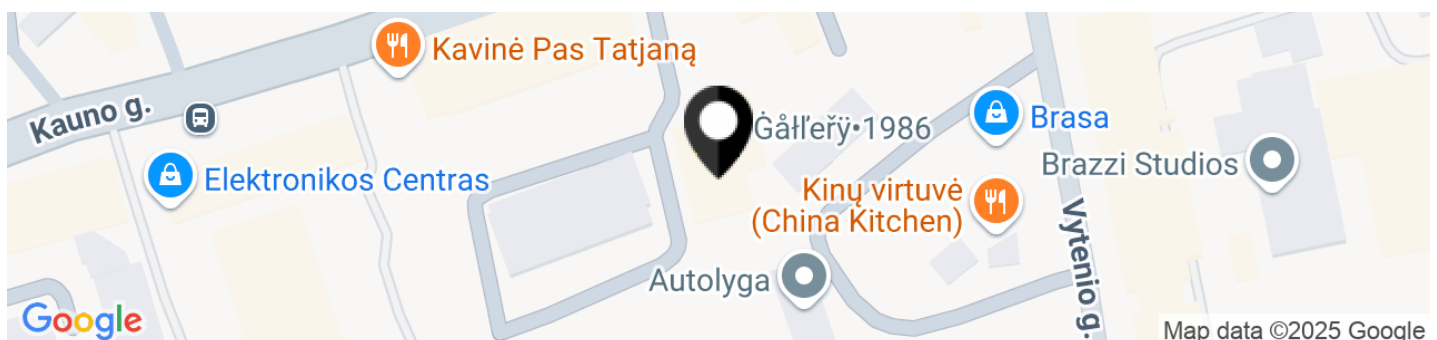 Kavinė Pas Tatjaną
Kauno g.
Elektronikos Centras
Ġåłľeřÿ•1986
Brasa
Brazzi Studios
Kinų virtuvė
(China Kitchen)
Vytenio g.
Autolyga
Google
Map data ©2025 Google